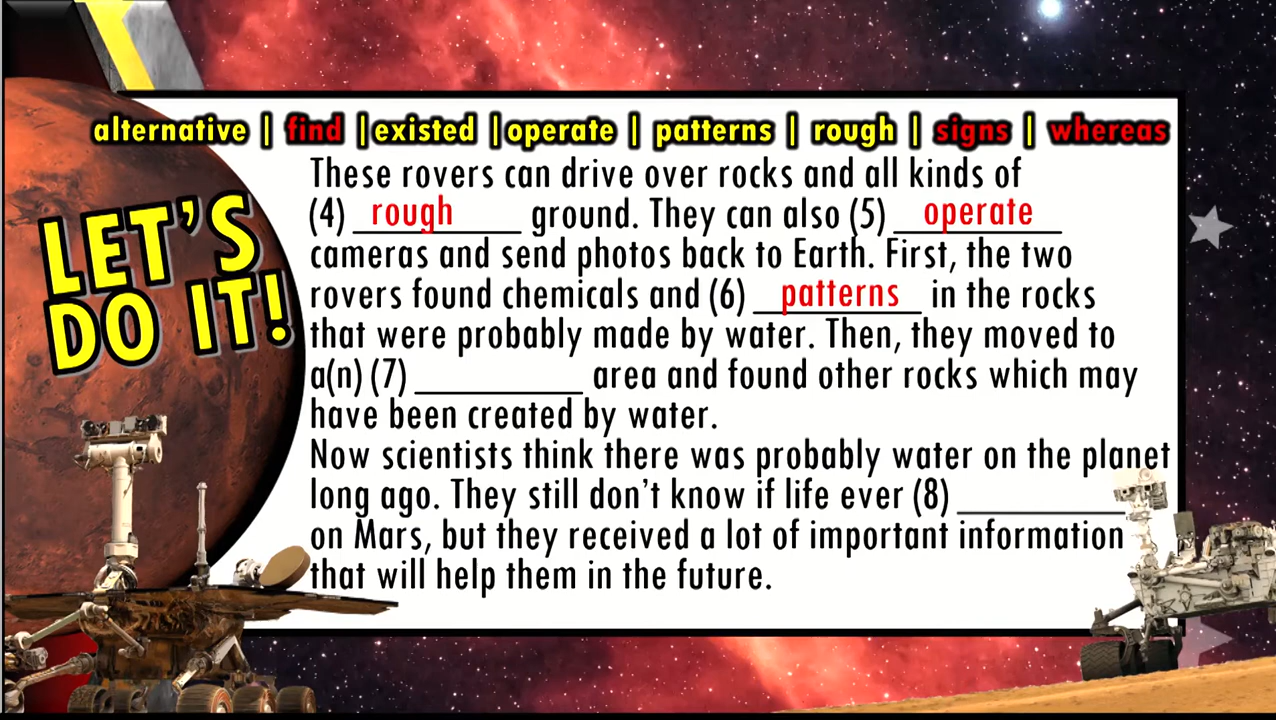 alternative | find | existed | operate | patterns | rough | signs | whereas
LET'S
DO IT!
These rovers can drive over rocks and all kinds of
(4) rough ground. They can also (5) operate
cameras and send photos back to Earth. First, the two
rovers found chemicals and (6) patterns in the rocks
that were probably made by water. Then, they moved to
a(n) (7) __________ area and found other rocks which may
have been created by water.
Now scientists think there was probably water on the planet
long ago. They still don't know if life ever (8) __________
on Mars, but they received a lot of important information
that will help them in the future.